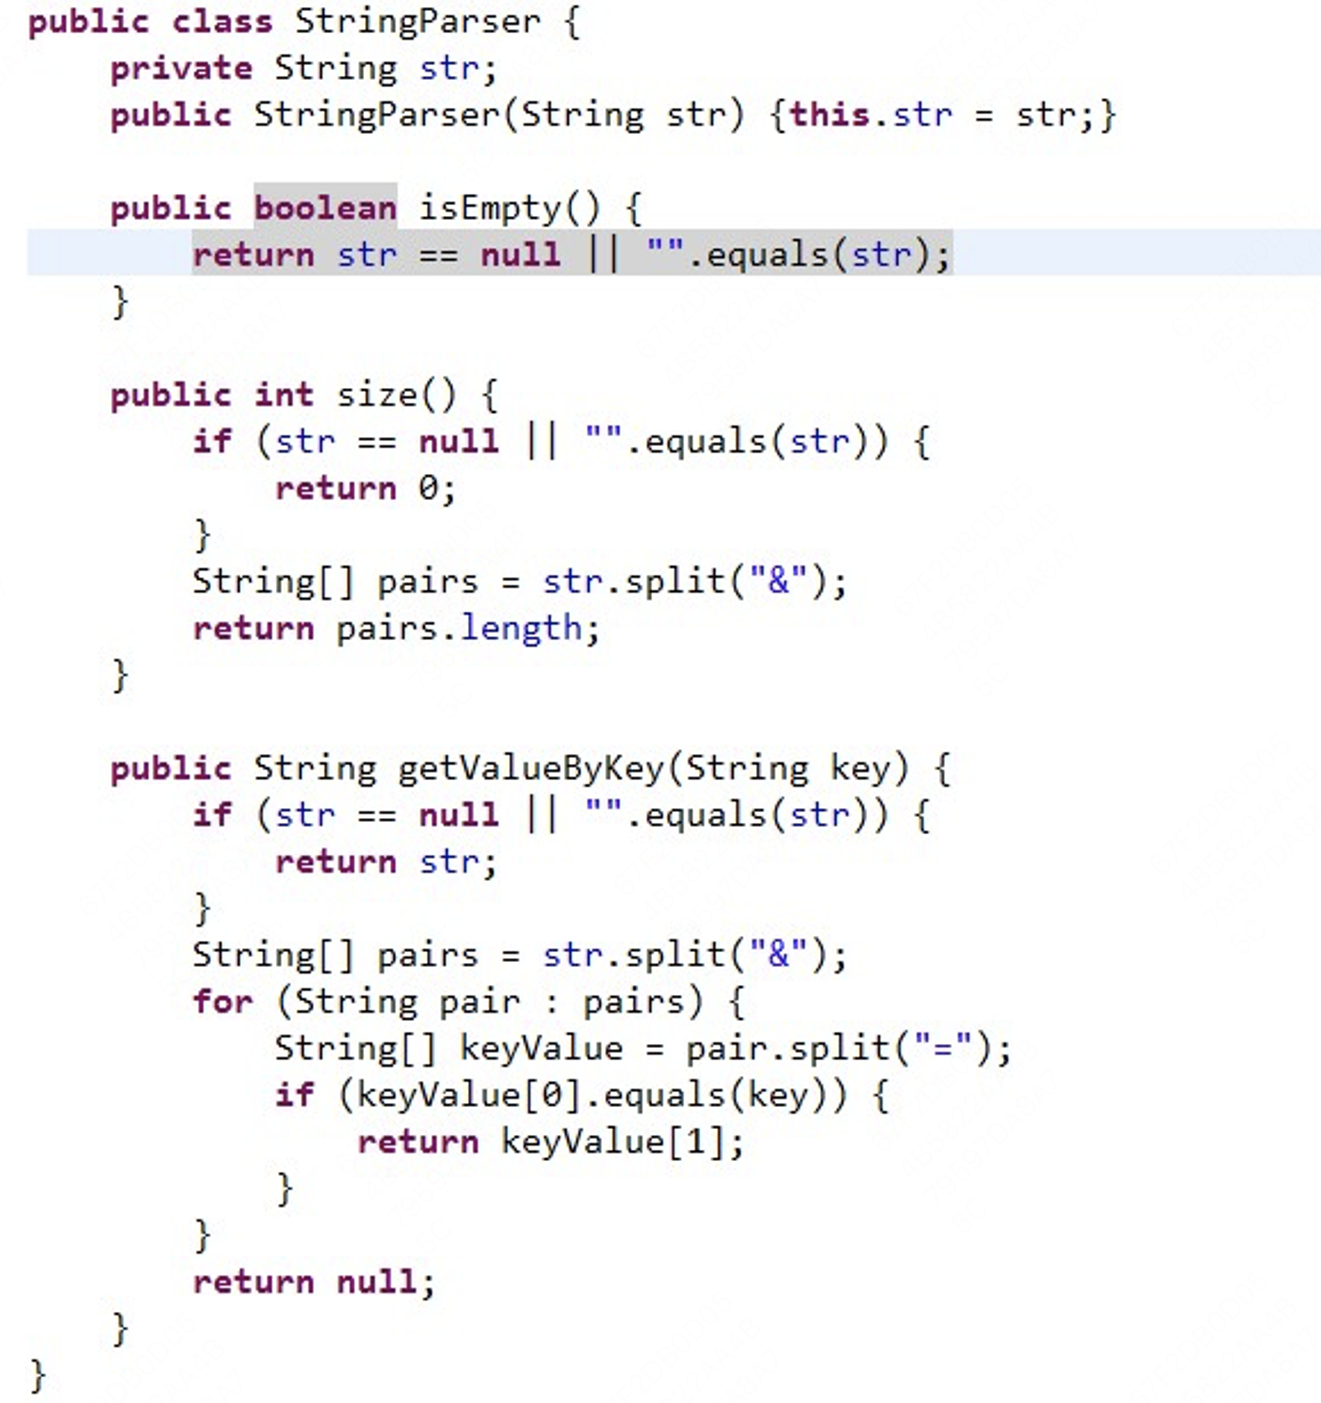 public class StringParser {
    private String str;
    public StringParser(String str) {this.str = str;}

    public boolean isEmpty() {
        return str == null || "".equals(str);
    }

    public int size() {
        if (str == null || "".equals(str)) {
            return 0;
        }
        String[] pairs = str.split("&");
        return pairs.length;
    }

    public String getValueByKey(String key) {
        if (str == null || "".equals(str)) {
            return str;
        }
        String[] pairs = str.split("&");
        for (String pair : pairs) {
            String[] keyValue = pair.split("=");
            if (keyValue[0].equals(key)) {
                return keyValue[1];
            }
        }
        return null;
    }
}